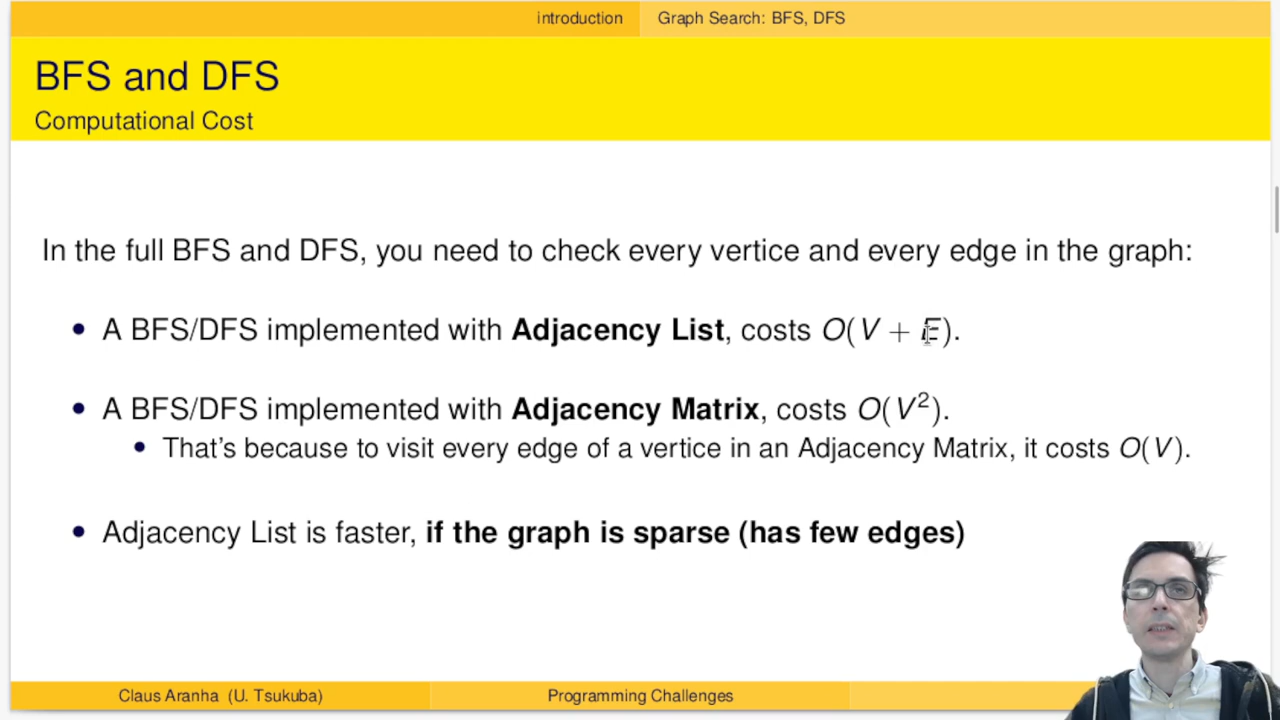 introduction
Graph Search: BFS, DFS
BFS and DFS
Computational Cost
In the full BFS and DFS, you need to check every vertice and every edge in the graph:
• A BFS/DFS implemented with Adjacency List, costs O(V + E).
• A BFS/DFS implemented with Adjacency Matrix, costs O(V²).
• That's because to visit every edge of a vertice in an Adjacency Matrix, it costs O(V).
• Adjacency List is faster, if the graph is sparse (has few edges)
Claus Aranha (U. Tsukuba)
Programming Challenges